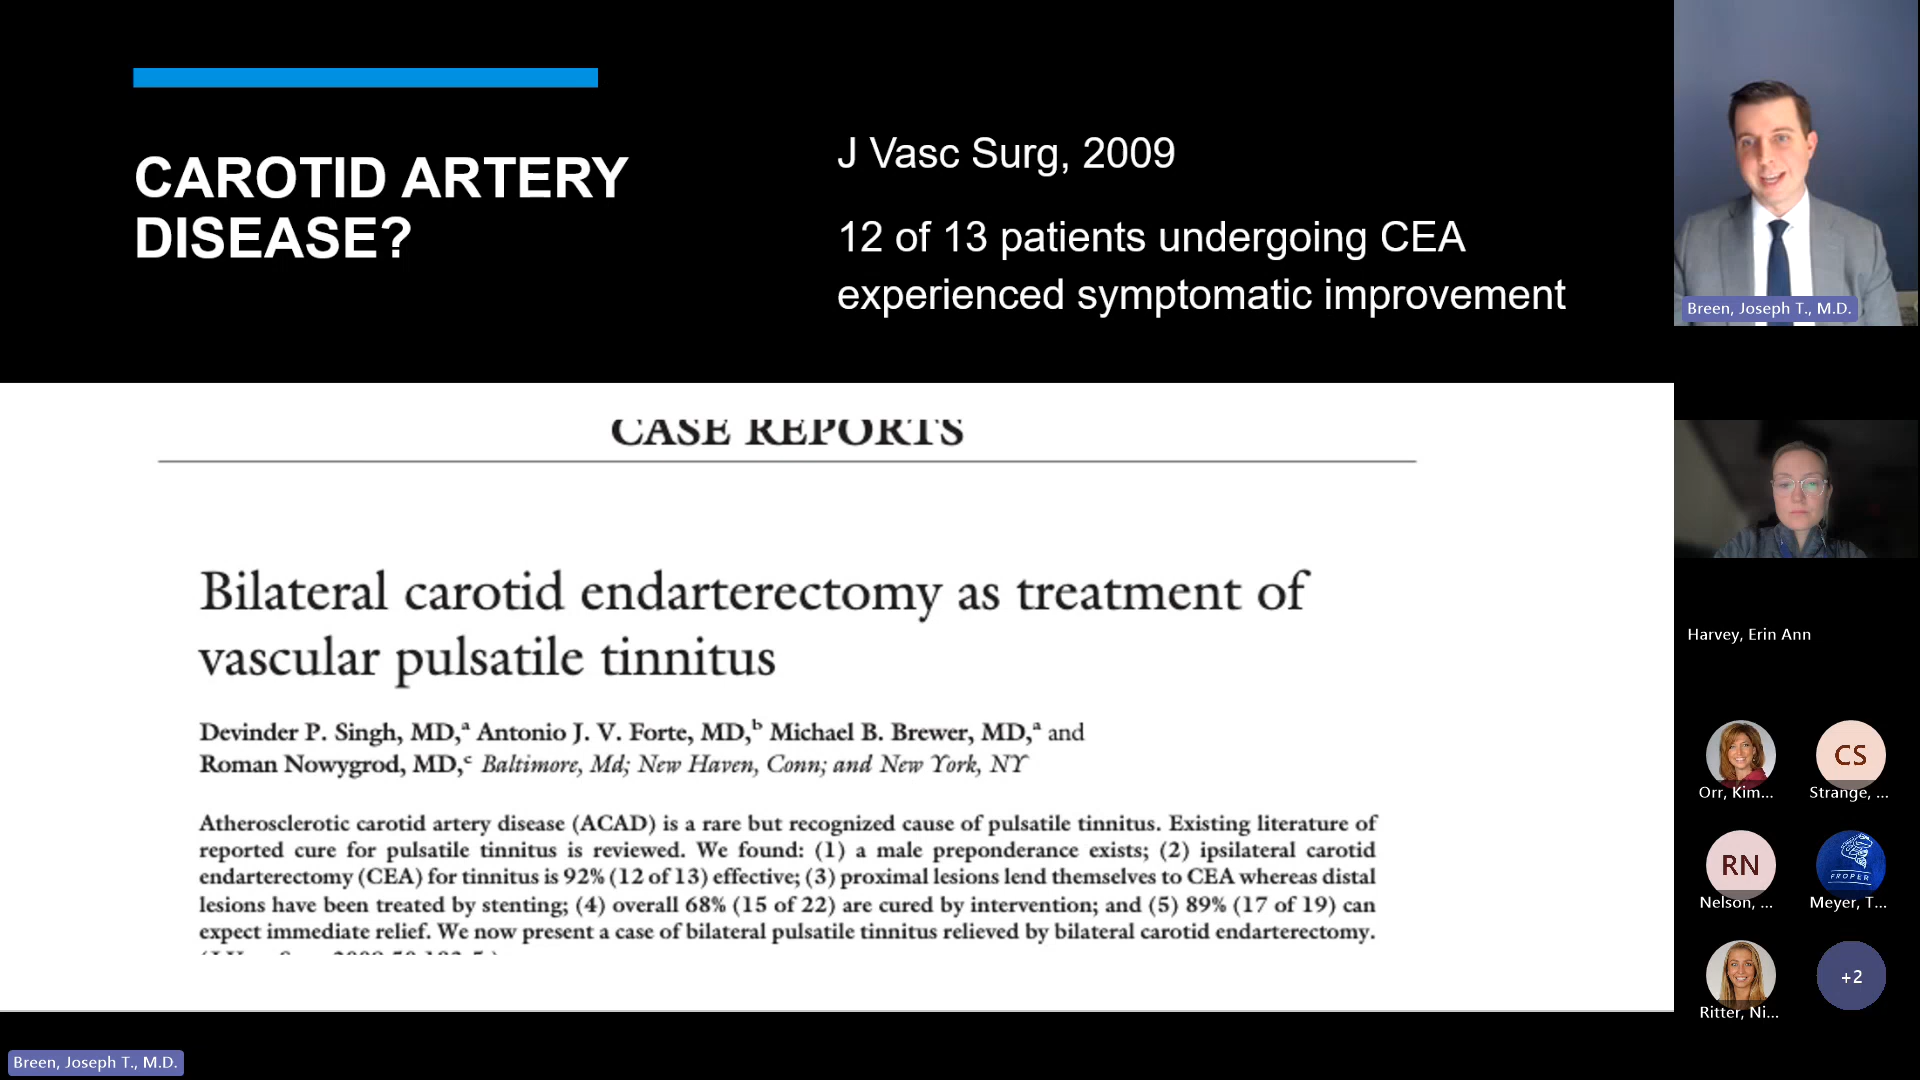 CAROTID ARTERY
DISEASE?
J Vasc Surg, 2009
12 of 13 patients undergoing CEA
experienced symptomatic improvement
CASE REPORTS
Bilateral carotid endarterectomy as treatment of
vascular pulsatile tinnitus
Devinder P. Singh, MD,ᵃ Antonio J. V. Forte, MD,ᵇ Michael B. Brewer, MD,ᵃ and
Roman Nowygrod, MD,ᶜ Baltimore, Md; New Haven, Conn; and New York, NY
Atherosclerotic carotid artery disease (ACAD) is a rare but recognized cause of pulsatile tinnitus. Existing literature of
reported cure for pulsatile tinnitus is reviewed. We found: (1) a male preponderance exists; (2) ipsilateral carotid
endarterectomy (CEA) for tinnitus is 92% (12 of 13) effective; (3) proximal lesions lend themselves to CEA whereas distal
lesions have been treated by stenting; (4) overall 68% (15 of 22) are cured by intervention; and (5) 89% (17 of 19) can
expect immediate relief. We now present a case of bilateral pulsatile tinnitus relieved by bilateral carotid endarterectomy.
Breen, Joseph T., M.D.
Harvey, Erin Ann
Orr, Kim...
CS
Strange, ...
RN
Nelson, ...
PROPER
Meyer, T...
Ritter, Ni...
+2
Breen, Joseph T., M.D.